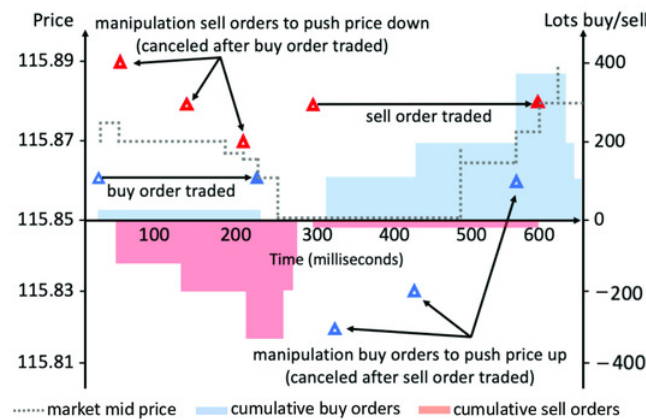 Price
Lots buy/sell
manipulation sell orders to push price down
(canceled after buy order traded)
115.89
400
sell order traded
115.87
200
buy order traded
115.85
0
100
200
300
400
500
600
Time (milliseconds)
115.83
−200
manipulation buy orders to push price up
(canceled after sell order traded)
115.81
−400
market mid price
cumulative buy orders
cumulative sell orders